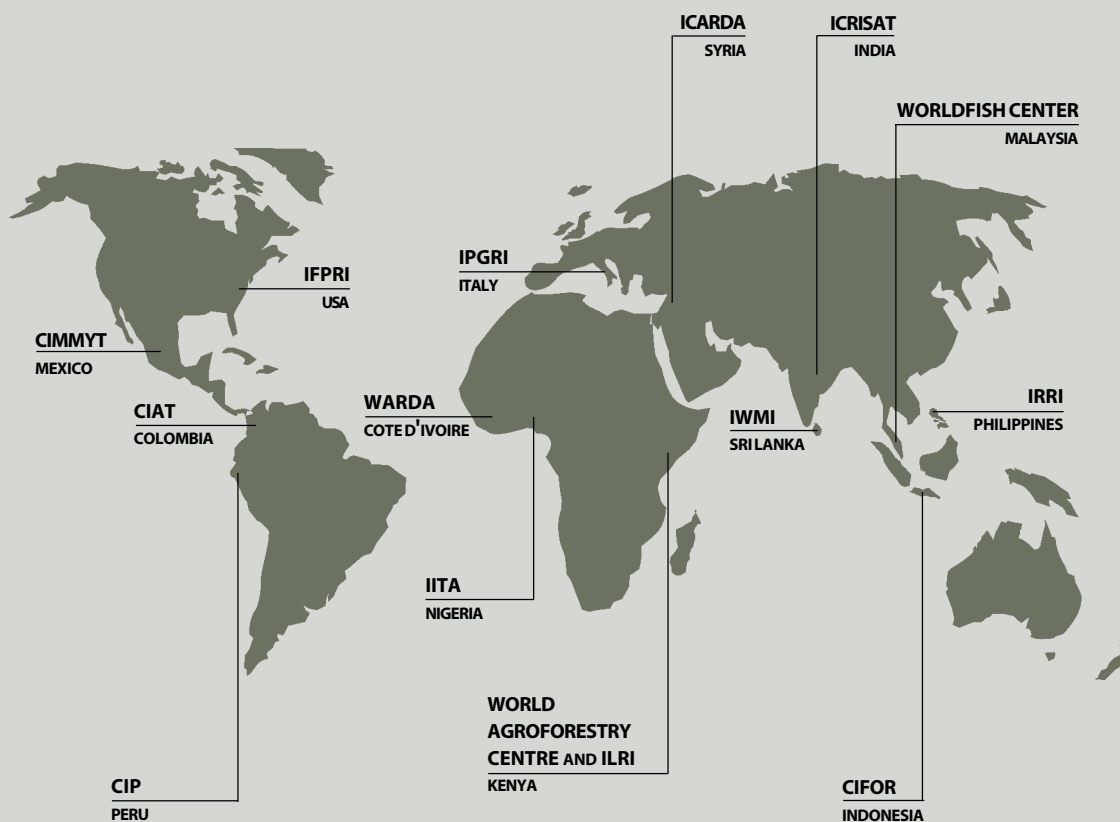 ICARDA
SYRIA
ICRISAT
INDIA
WORLDFISH CENTER
MALAYSIA
IPGRI
ITALY
IFPRI
USA
CIMMYT
MEXICO
CIAT
COLOMBIA
WARDA
COTE D'IVOIRE
IWMI
SRI LANKA
IRRI
PHILIPPINES
IITA
NIGERIA
WORLD
AGROFORESTRY
CENTRE AND ILRI
KENYA
CIP
PERU
CIFOR
INDONESIA